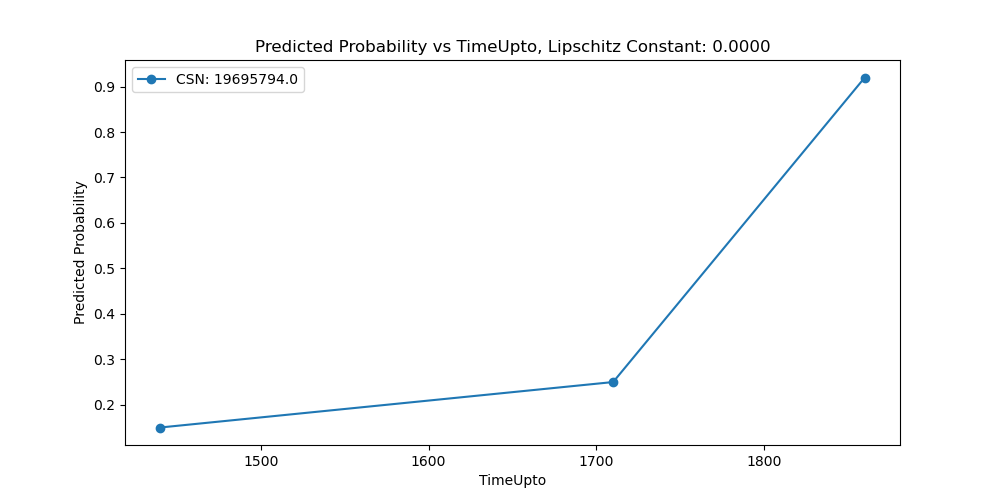 Predicted Probability vs TimeUpto, Lipschitz Constant: 0.0000
CSN: 19695794.0
Predicted Probability
0.9
0.8
0.7
0.6
0.5
0.4
0.3
0.2
1500 1600 1700 1800
TimeUpto